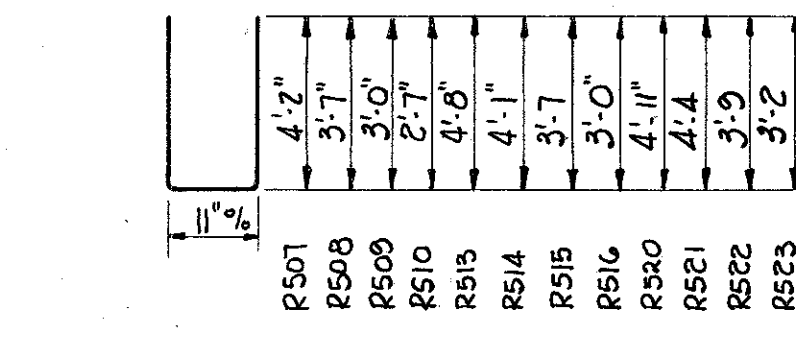 4'-2"
3'-7"
3'-0"
2'-7"
4'-8"
4'-1"
3'-7
3'-0"
4'-11"
4'-4
3'-9
3'-2
11" %
R507
R508
R509
R510
R513
R514
R515
R516
R520
R521
R522
R523